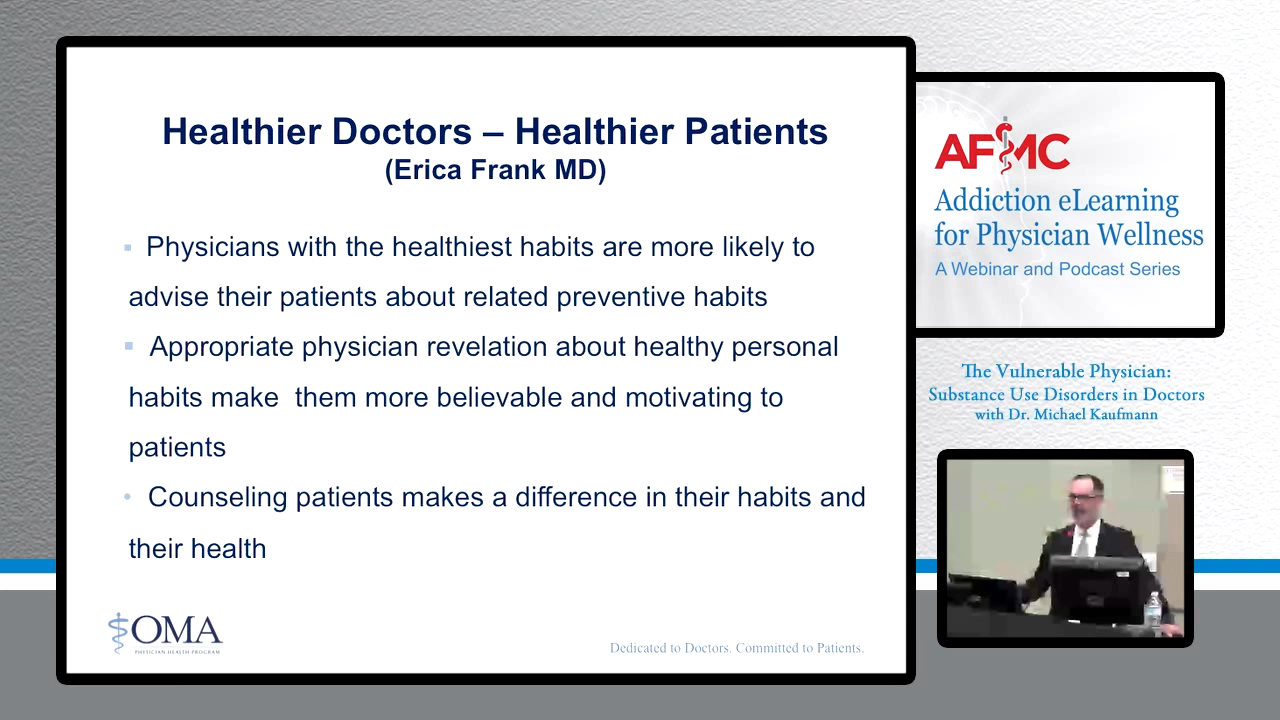 Healthier Doctors – Healthier Patients
(Erica Frank MD)
Physicians with the healthiest habits are more likely to
advise their patients about related preventive habits
Appropriate physician revelation about healthy personal
habits make  them more believable and motivating to
patients
Counseling patients makes a difference in their habits and
their health
OMA
PHYSICIAN HEALTH PROGRAM
Dedicated to Doctors. Committed to Patients.
AFMC
Addiction eLearning
for Physician Wellness
A Webinar and Podcast Series
The Vulnerable Physician:
Substance Use Disorders in Doctors
with Dr. Michael Kaufmann